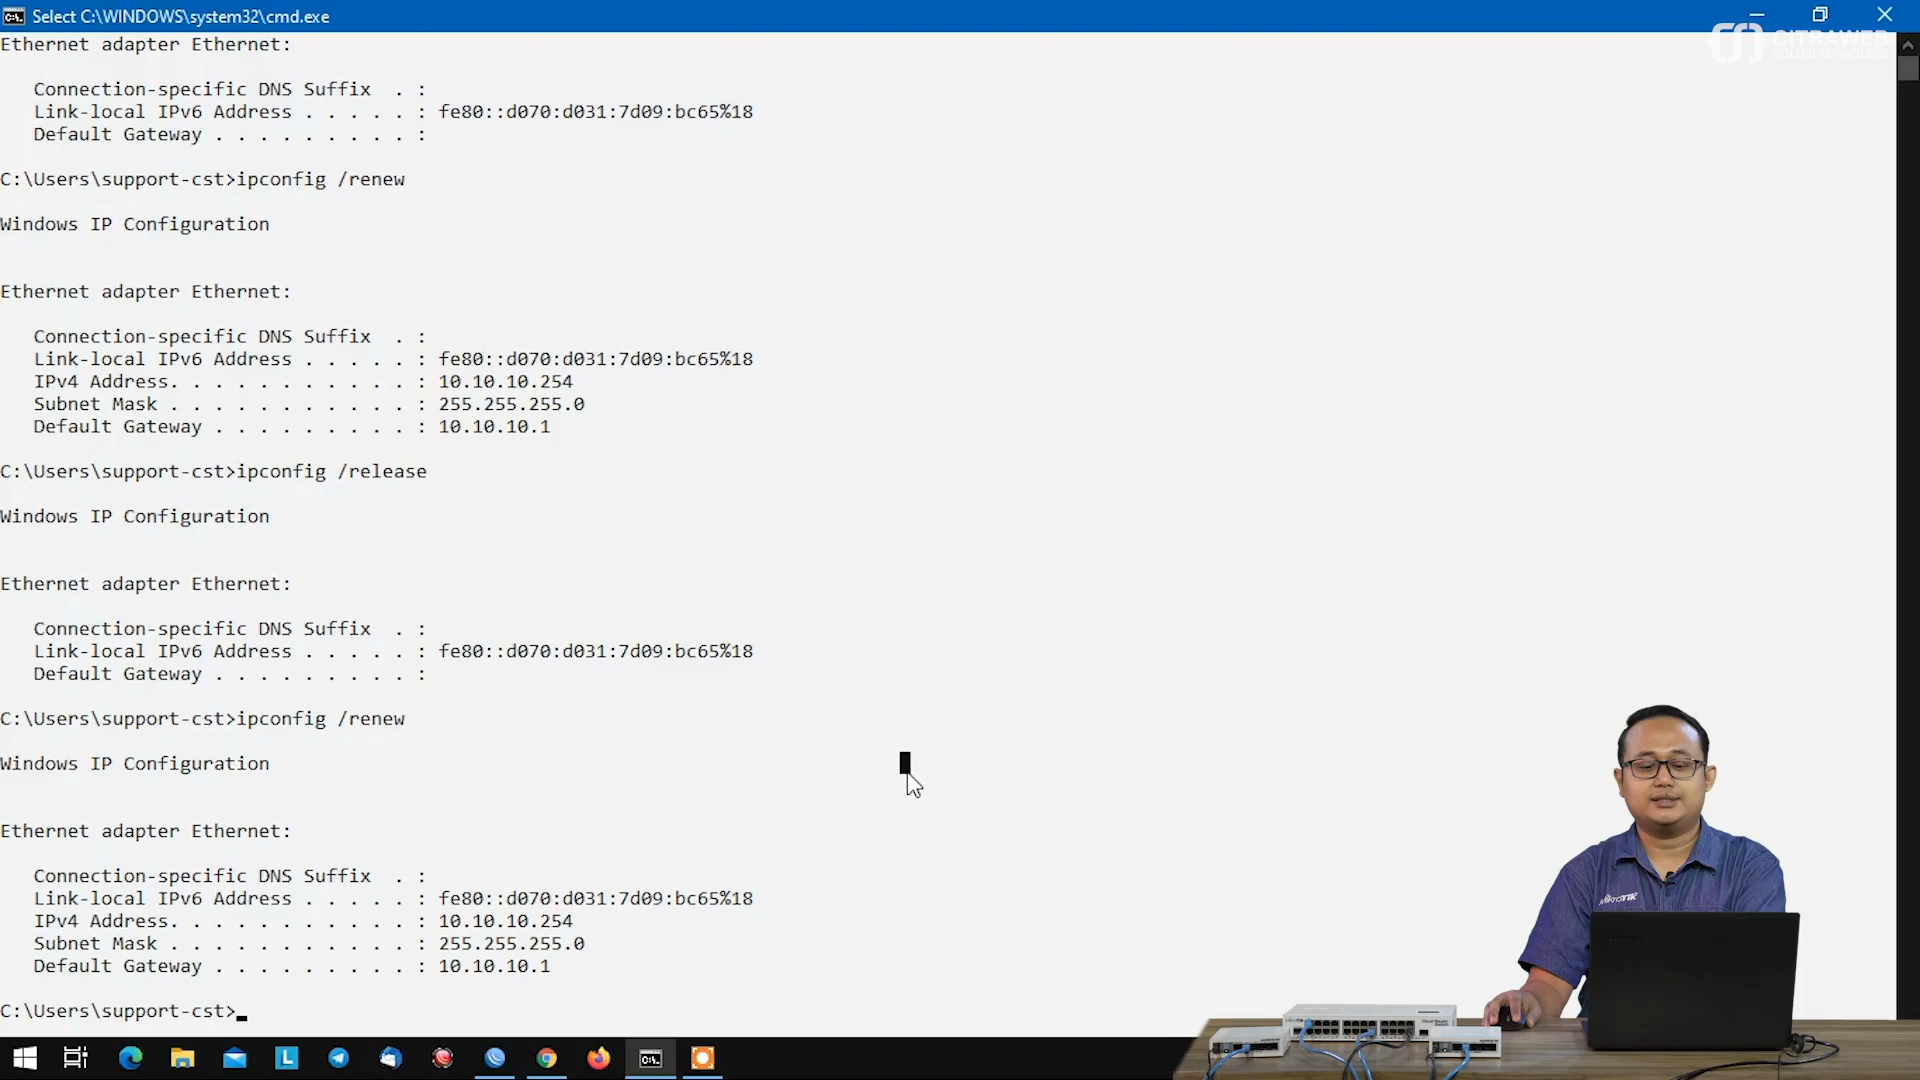 Select C:\WINDOWS\system32\cmd.exe
CITRAWEB
SOLUSI TEKNOLOGI
Ethernet adapter Ethernet:
Connection-specific DNS Suffix . :
Link-local IPv6 Address . . . . . : fe80::d070:d031:7d09:bc65%18
Default Gateway . . . . . . . . . :
C:\Users\support-cst>ipconfig /renew
Windows IP Configuration
Ethernet adapter Ethernet:
Connection-specific DNS Suffix . :
Link-local IPv6 Address . . . . . : fe80::d070:d031:7d09:bc65%18
IPv4 Address. . . . . . . . . . . : 10.10.10.254
Subnet Mask . . . . . . . . . . . : 255.255.255.0
Default Gateway . . . . . . . . . : 10.10.10.1
C:\Users\support-cst>ipconfig /release
Windows IP Configuration
Ethernet adapter Ethernet:
Connection-specific DNS Suffix . :
Link-local IPv6 Address . . . . . : fe80::d070:d031:7d09:bc65%18
Default Gateway . . . . . . . . . :
C:\Users\support-cst>ipconfig /renew
Windows IP Configuration
Ethernet adapter Ethernet:
Connection-specific DNS Suffix . :
Link-local IPv6 Address . . . . . : fe80::d070:d031:7d09:bc65%18
IPv4 Address. . . . . . . . . . . : 10.10.10.254
Subnet Mask . . . . . . . . . . . : 255.255.255.0
Default Gateway . . . . . . . . . : 10.10.10.1
C:\Users\support-cst>
MikroTik